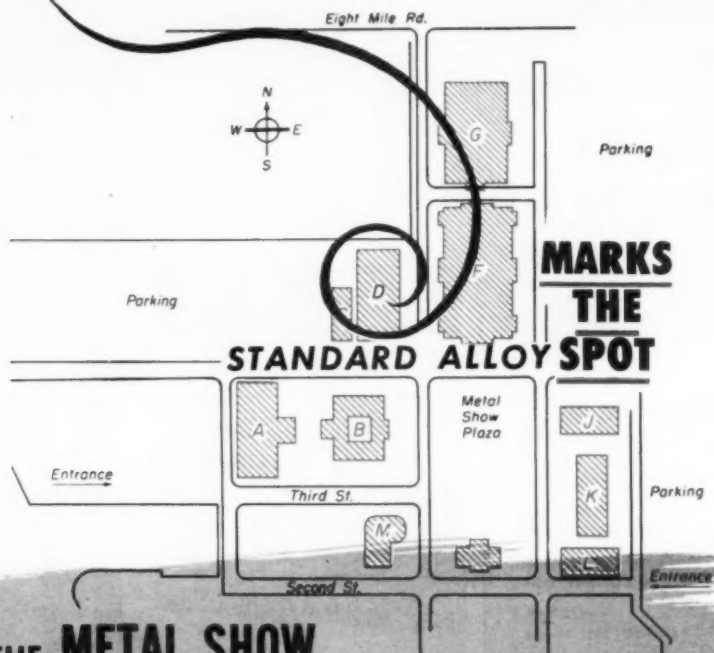 Eight Mile Rd.
N
W E
S
G
Parking
F
D
Parking
MARKS
THE
SPOT
STANDARD ALLOY
A
B
Metal
Show
Plaza
J
Entrance
K
Parking
Third St.
M
L
Entrance
Second St.
THE METAL SHOW